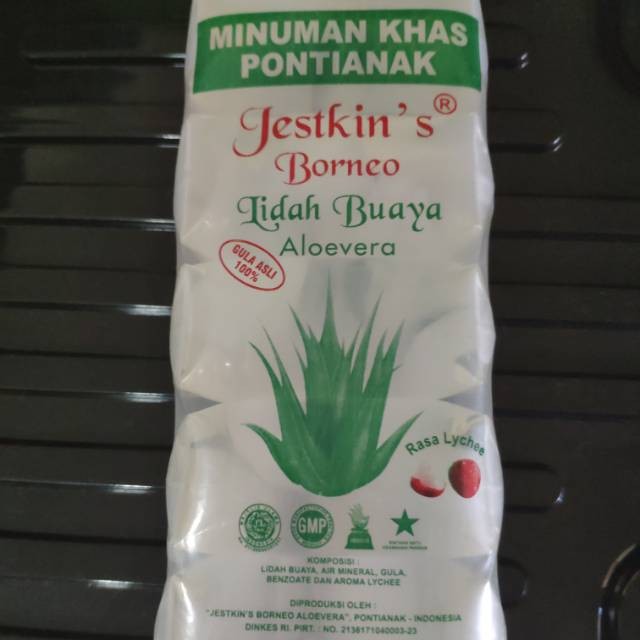 MINUMAN KHAS
PONTIANAK
Jestkin's®
Borneo
Lidah Buaya
Aloevera
GULA ASLI
100%
Rasa Lychee
GMP
KOMPOSISI :
LIDAH BUAYA, AIR MINERAL, GULA,
BENZOATE DAN AROMA LYCHEE
DIPRODUKSI OLEH :
"JESTKIN'S BORNEO ALOEVERA", PONTIANAK - INDONESIA
DINKES RI. PIRT. : NO. 2136171040003-23